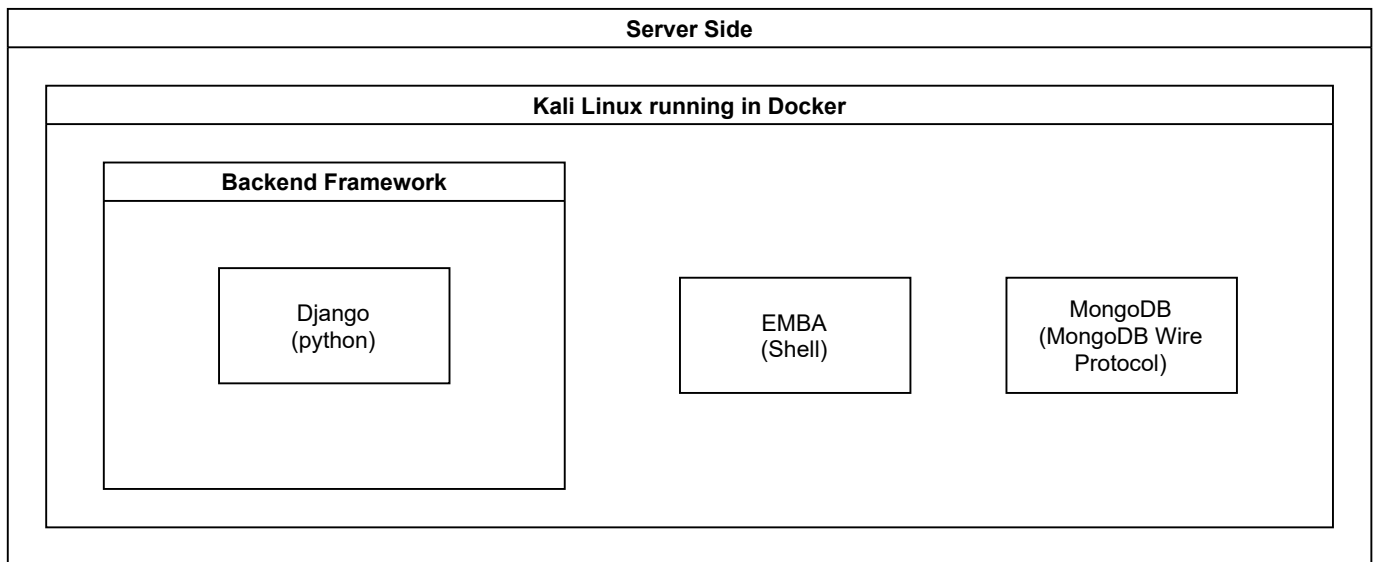 Server Side
Kali Linux running in Docker
Backend Framework
Django
(python)
EMBA
(Shell)
MongoDB
(MongoDB Wire
Protocol)